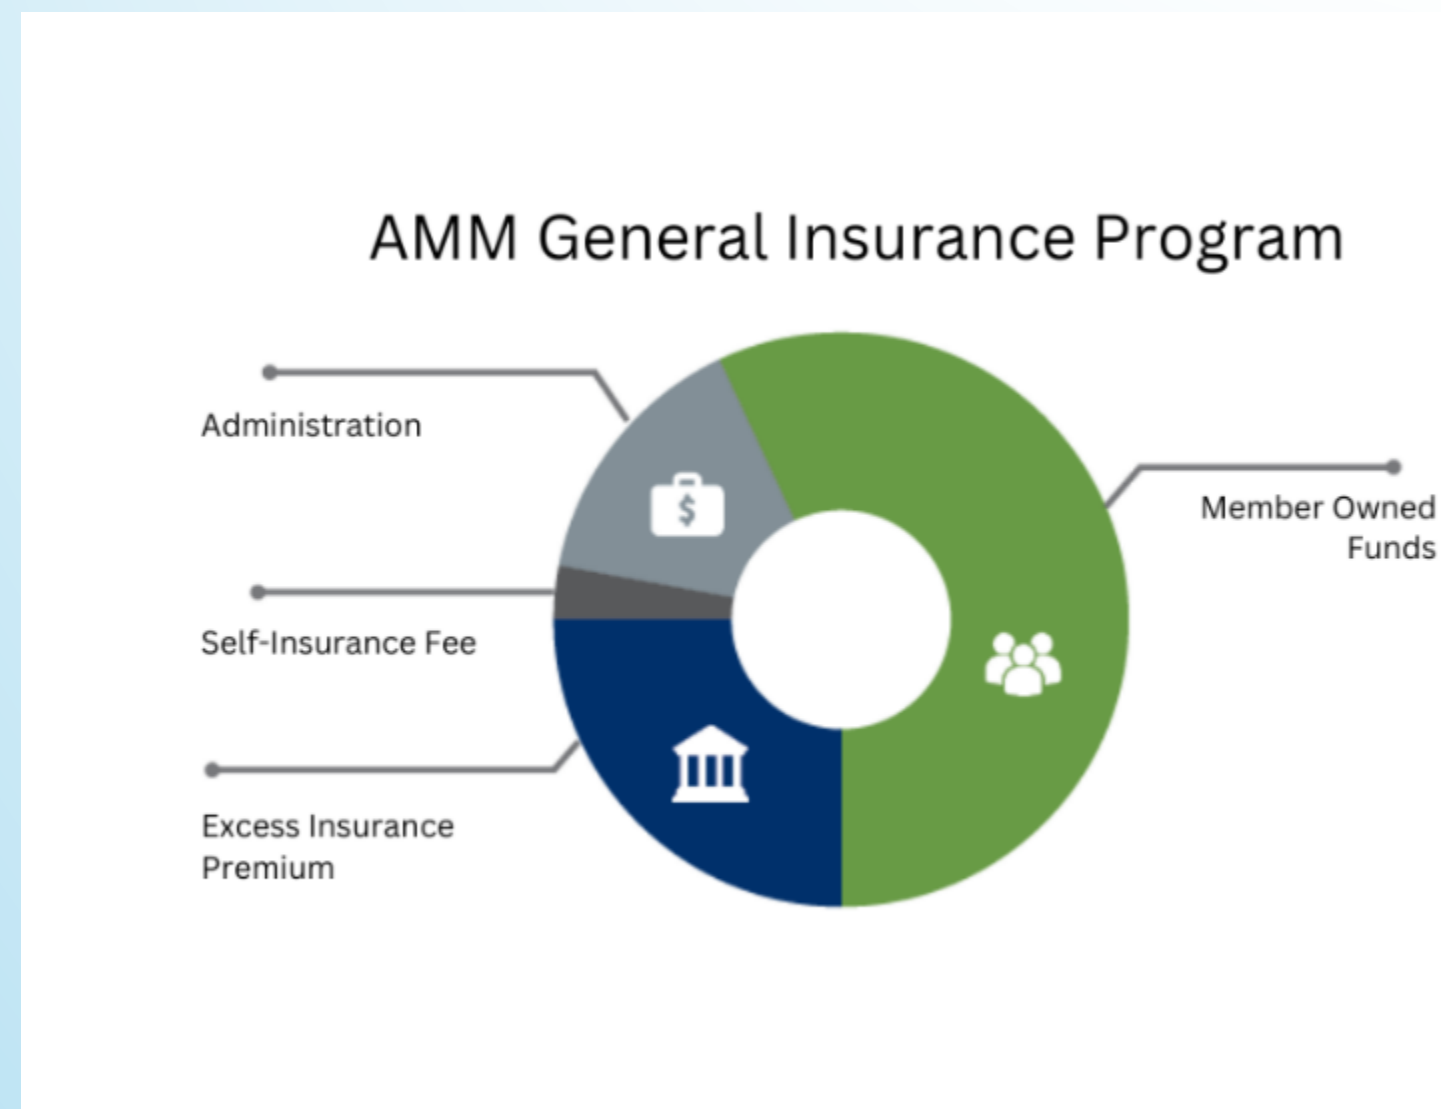 AMM General Insurance Program
Administration
Member Owned
Funds
Self-Insurance Fee
Excess Insurance
Premium
$